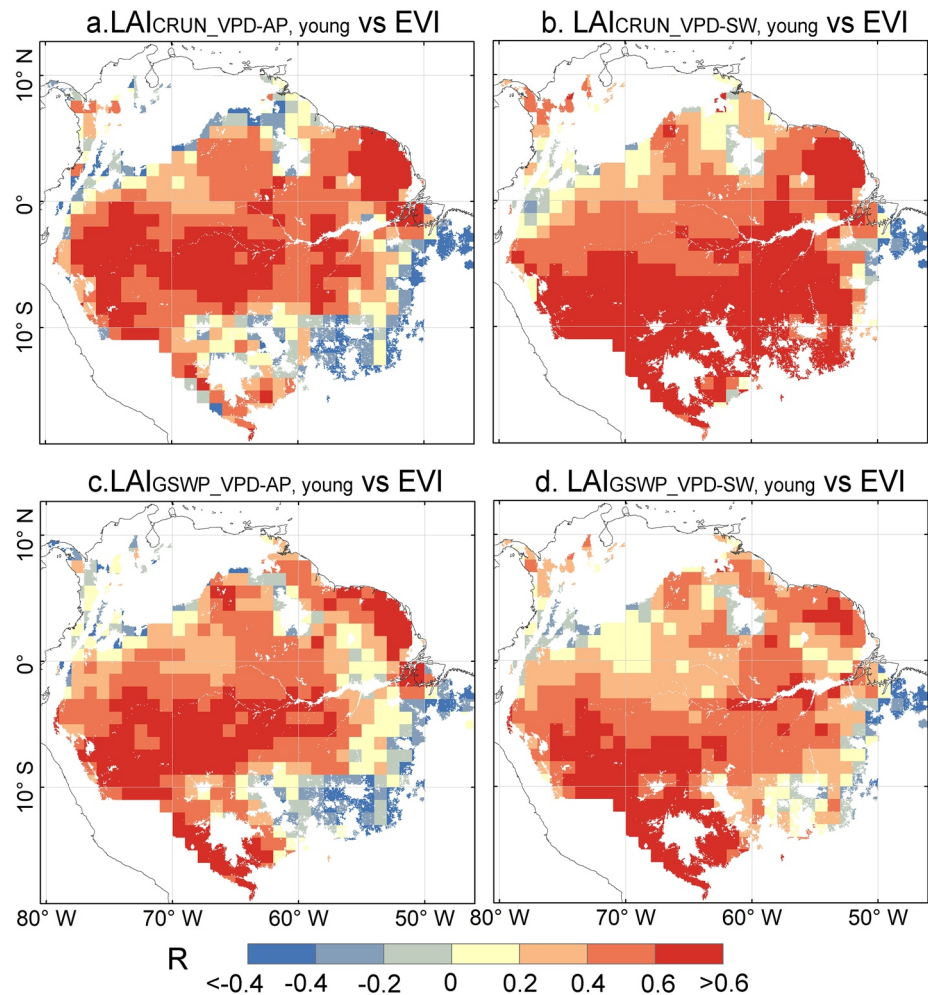 a.LAICRUN_VPD-AP, young vs EVI
b. LAICRUN_VPD-SW, young vs EVI
10° N
0°
10° S
c.LAIGSWP_VPD-AP, young vs EVI
d. LAIGSWP_VPD-SW, young vs EVI
10° N
0°
10° S
80° W 70° W 60° W 50° W 80° W 70° W 60° W 50° W
R
<-0.4 -0.4 -0.2 0 0.2 0.4 0.6 >0.6